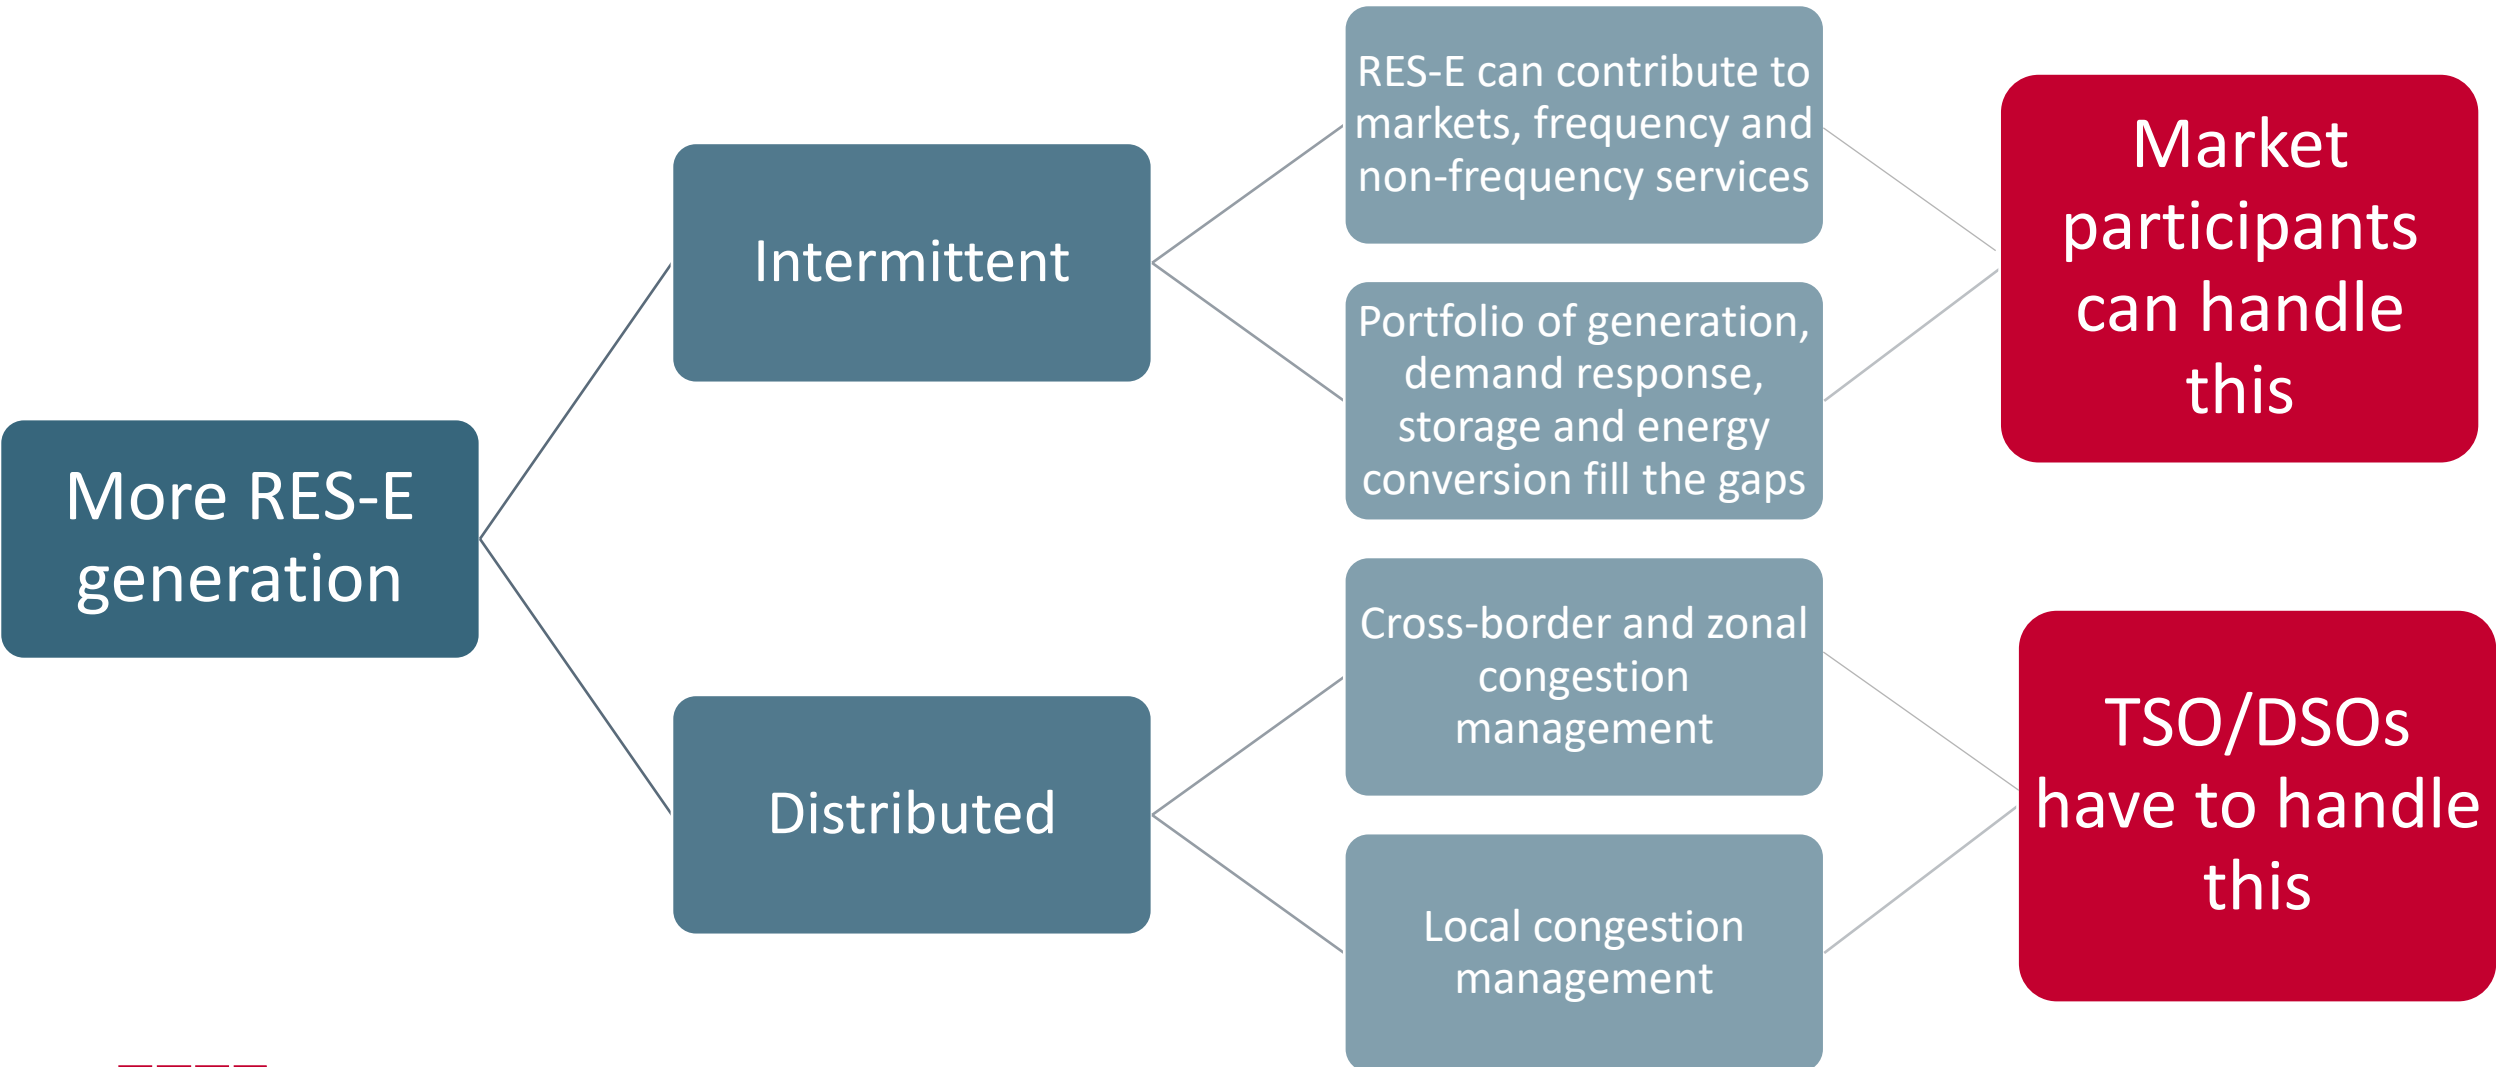 More RES-E
generation
Intermittent
Distributed
RES-E can contribute to
markets, frequency and
non-frequency services
Portfolio of generation,
demand response,
storage and energy
conversion fill the gaps
Cross-border and zonal
congestion
management
Local congestion
management
Market
participants
can handle
this
TSO/DSOs
have to handle
this